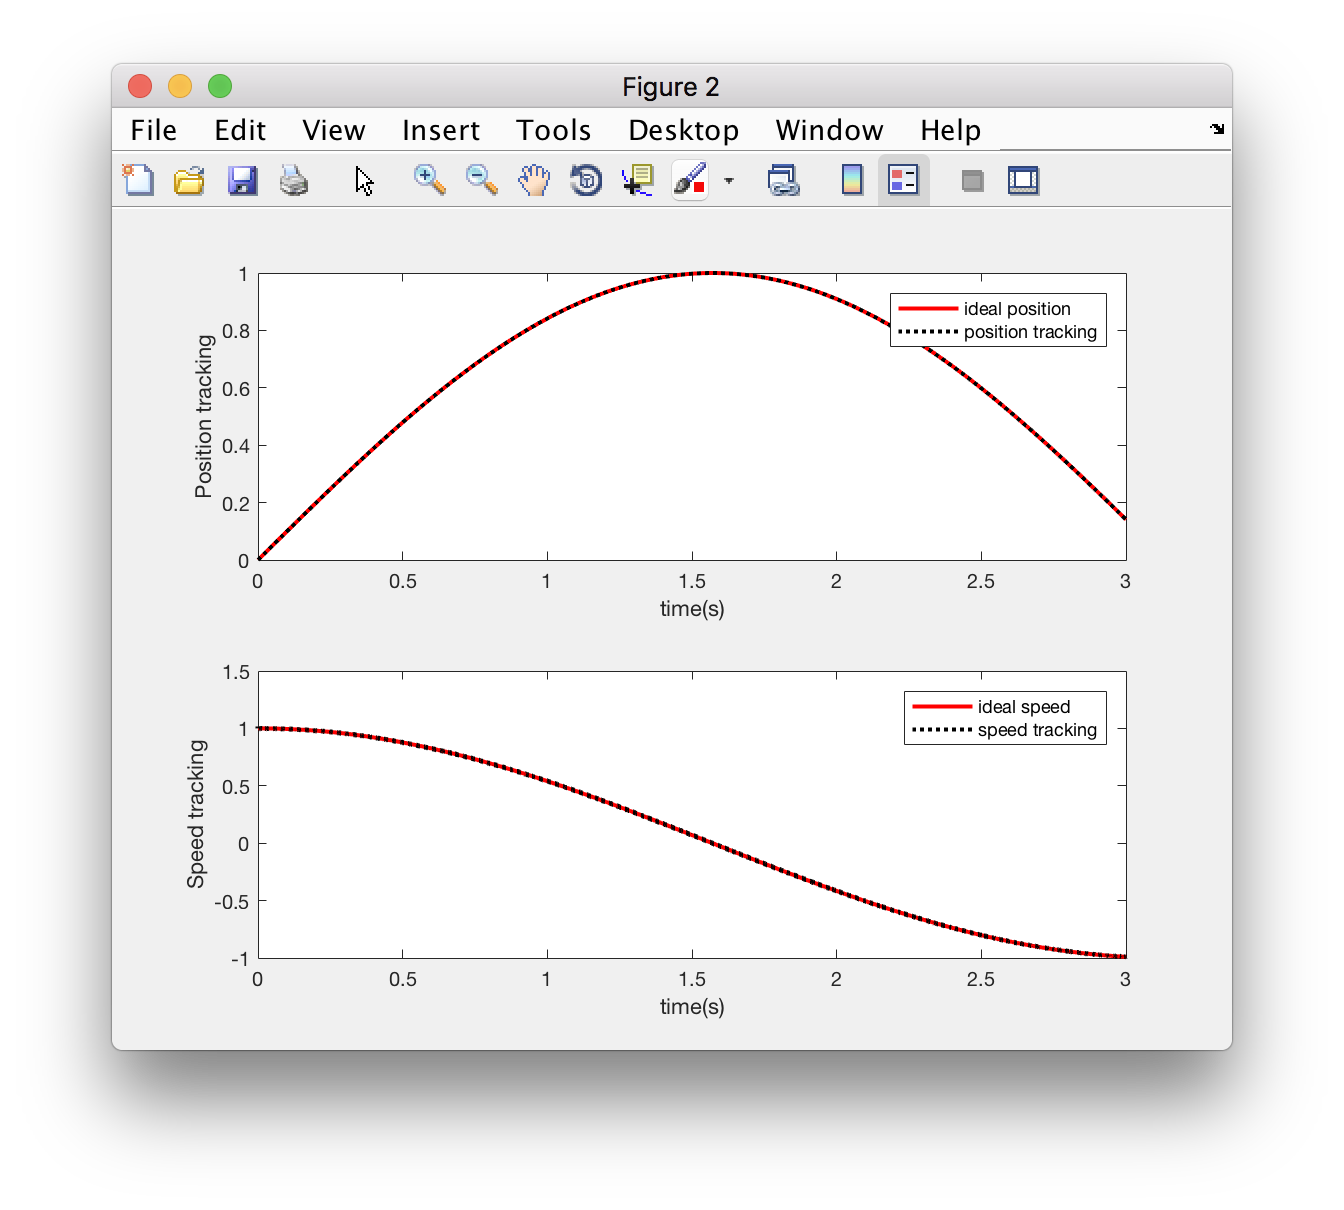 Figure 2
File Edit View Insert Tools Desktop Window Help
1
0.8
0.6
0.4
0.2
0
Position tracking
ideal position
position tracking
0 0.5 1 1.5 2 2.5 3
time(s)
1.5
1
0.5
0
-0.5
-1
Speed tracking
ideal speed
speed tracking
0 0.5 1 1.5 2 2.5 3
time(s)